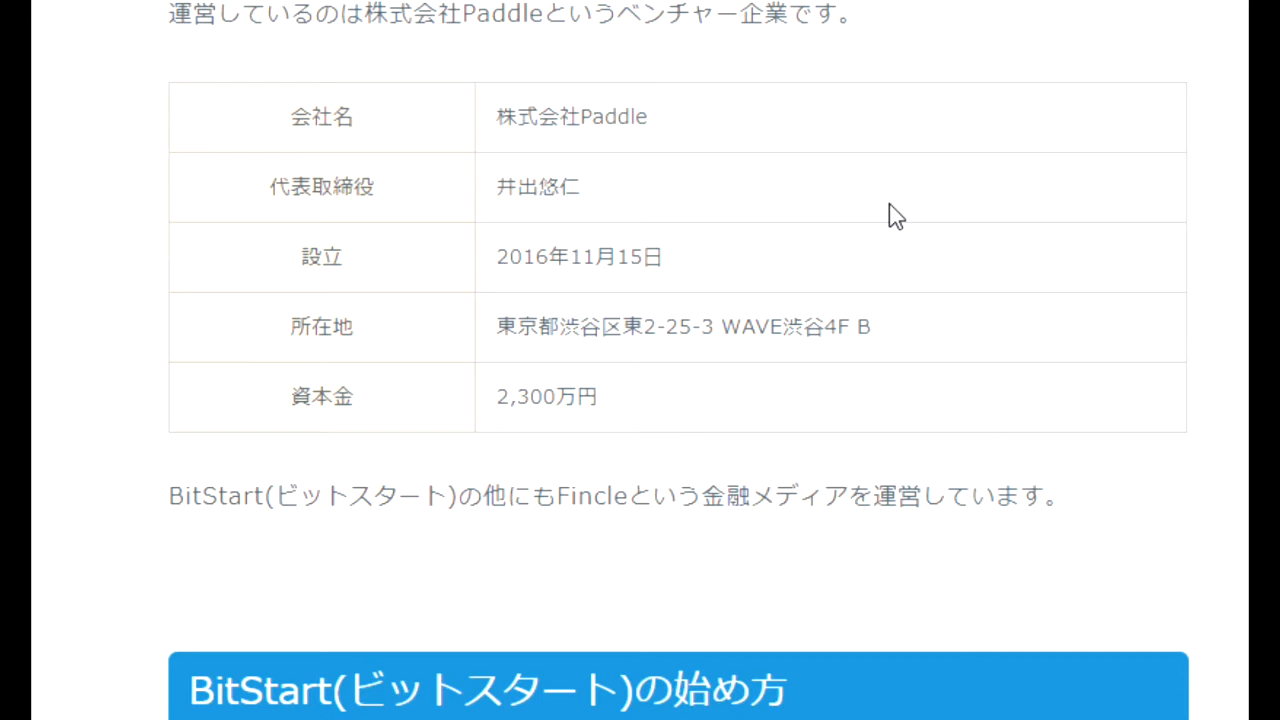 運営しているのは株式会社Paddleというベンチャー企業です。
会社名 株式会社Paddle
代表取締役 井出悠仁
設立 2016年11月15日
所在地 東京都渋谷区東2-25-3 WAVE渋谷4F B
資本金 2,300万円
BitStart(ビットスタート)の他にもFincleという金融メディアを運営しています。
BitStart(ビットスタート)の始め方